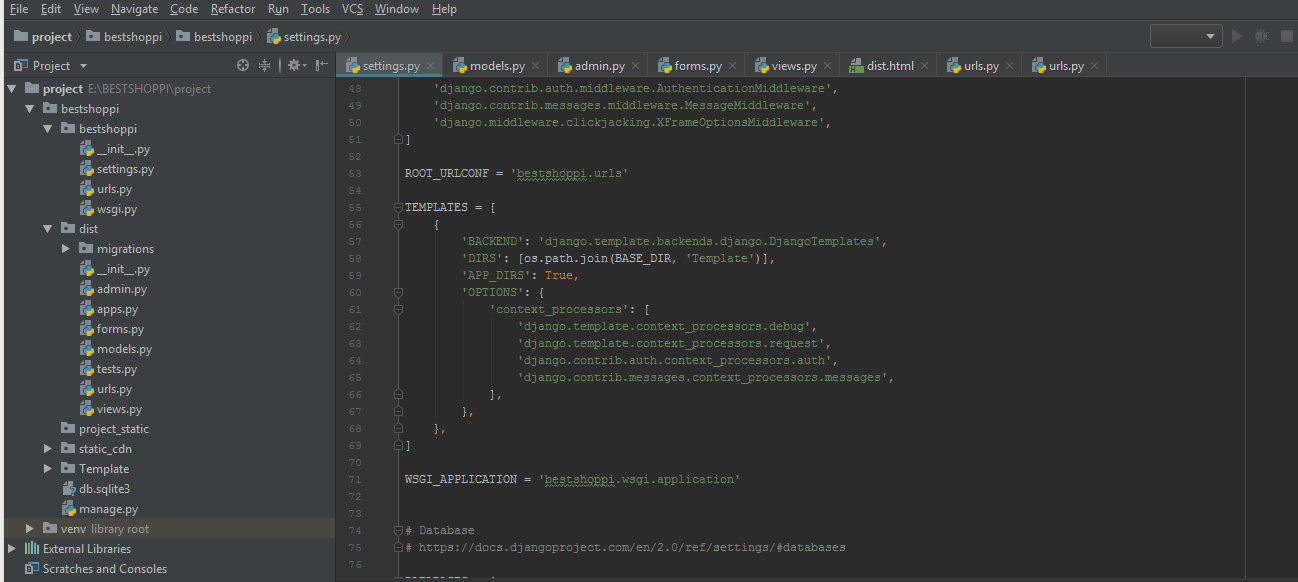 File Edit View Navigate Code Refactor Run Tools VCS Window Help
project bestshoppi bestshoppi settings.py
Project
settings.py models.py admin.py forms.py views.py dist.html urls.py urls.py
project E:\BESTSHOPPI\project
bestshoppi
bestshoppi
__init__.py
settings.py
urls.py
wsgi.py
dist
migrations
__init__.py
admin.py
apps.py
forms.py
models.py
tests.py
urls.py
views.py
project_static
static_cdn
Template
db.sqlite3
manage.py
venv library root
External Libraries
Scratches and Consoles
48 'django.contrib.auth.middleware.AuthenticationMiddleware',
49 'django.contrib.messages.middleware.MessageMiddleware',
50 'django.middleware.clickjacking.XFrameOptionsMiddleware',
51 ]
52
53 ROOT_URLCONF = 'bestshoppi.urls'
54
55 TEMPLATES = [
56 {
57 'BACKEND': 'django.template.backends.django.DjangoTemplates',
58 'DIRS': [os.path.join(BASE_DIR, 'Template')],
59 'APP_DIRS': True,
60 'OPTIONS': {
61 'context_processors': [
62 'django.template.context_processors.debug',
63 'django.template.context_processors.request',
64 'django.contrib.auth.context_processors.auth',
65 'django.contrib.messages.context_processors.messages',
66 ],
67 },
68 },
69 ]
70
71 WSGI_APPLICATION = 'bestshoppi.wsgi.application'
72
73
74 # Database
75 # https://docs.djangoproject.com/en/2.0/ref/settings/#databases
76